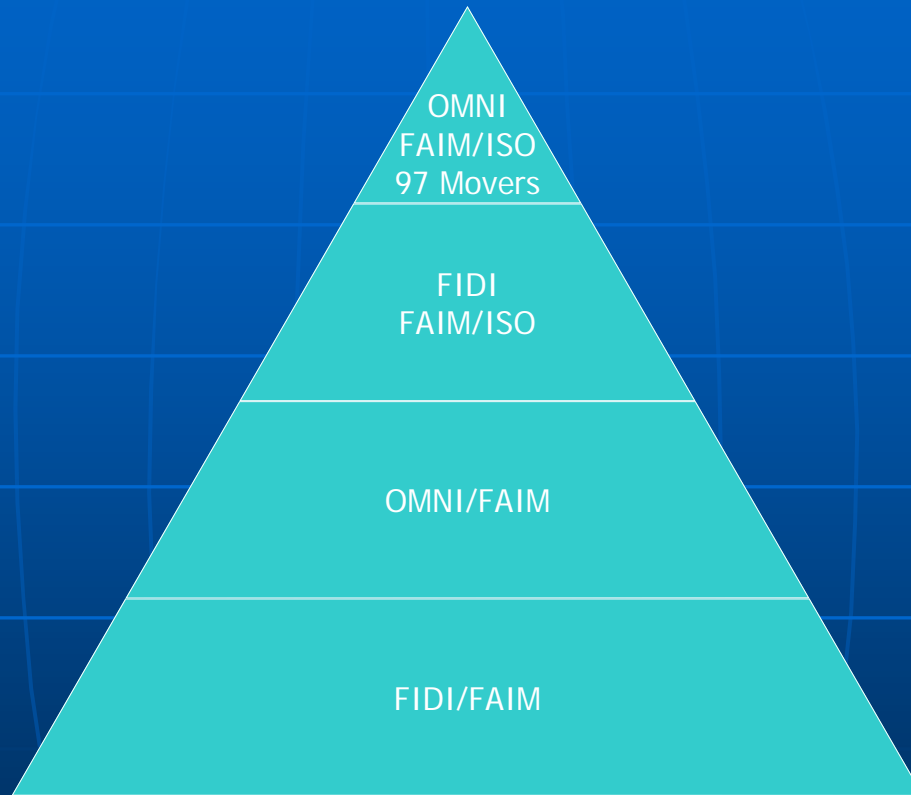 OMNI
FAIM/ISO
97 Movers
FIDI
FAIM/ISO
OMNI/FAIM
FIDI/FAIM